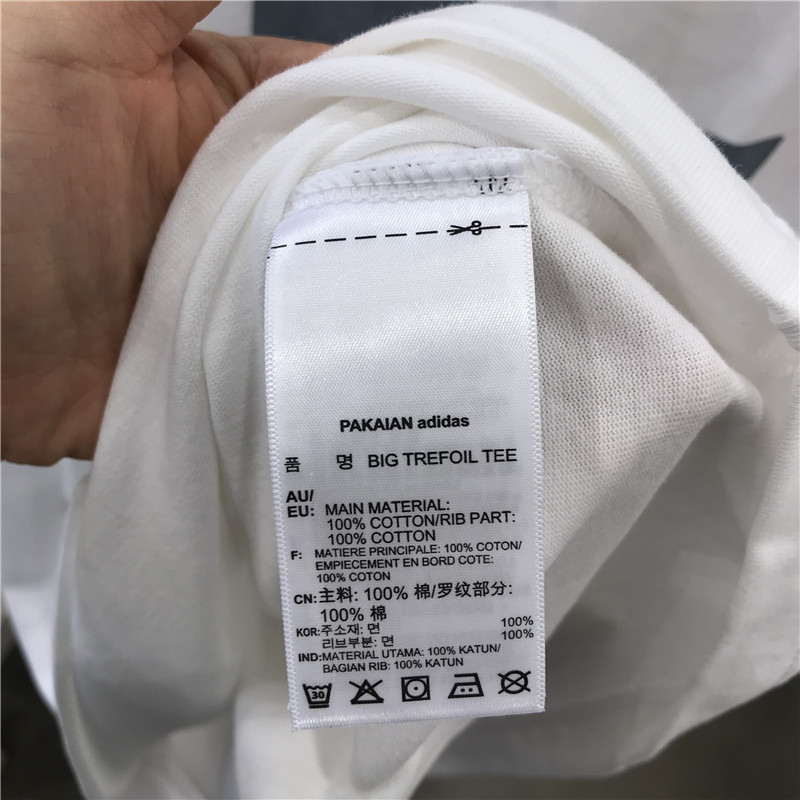 PAKAIAN adidas
품 명 BIG TREFOIL TEE
AU/
EU: MAIN MATERIAL:
100% COTTON/RIB PART:
100% COTTON
F: MATIERE PRINCIPALE: 100% COTON/
EMPIECEMENT EN BORD COTE:
100% COTON
CN: 主料: 100% 棉/罗纹部分:
100% 棉
KOR: 주소재: 면 100%
리브부분: 면 100%
IND: MATERIAL UTAMA: 100% KATUN/
BAGIAN RIB: 100% KATUN
30